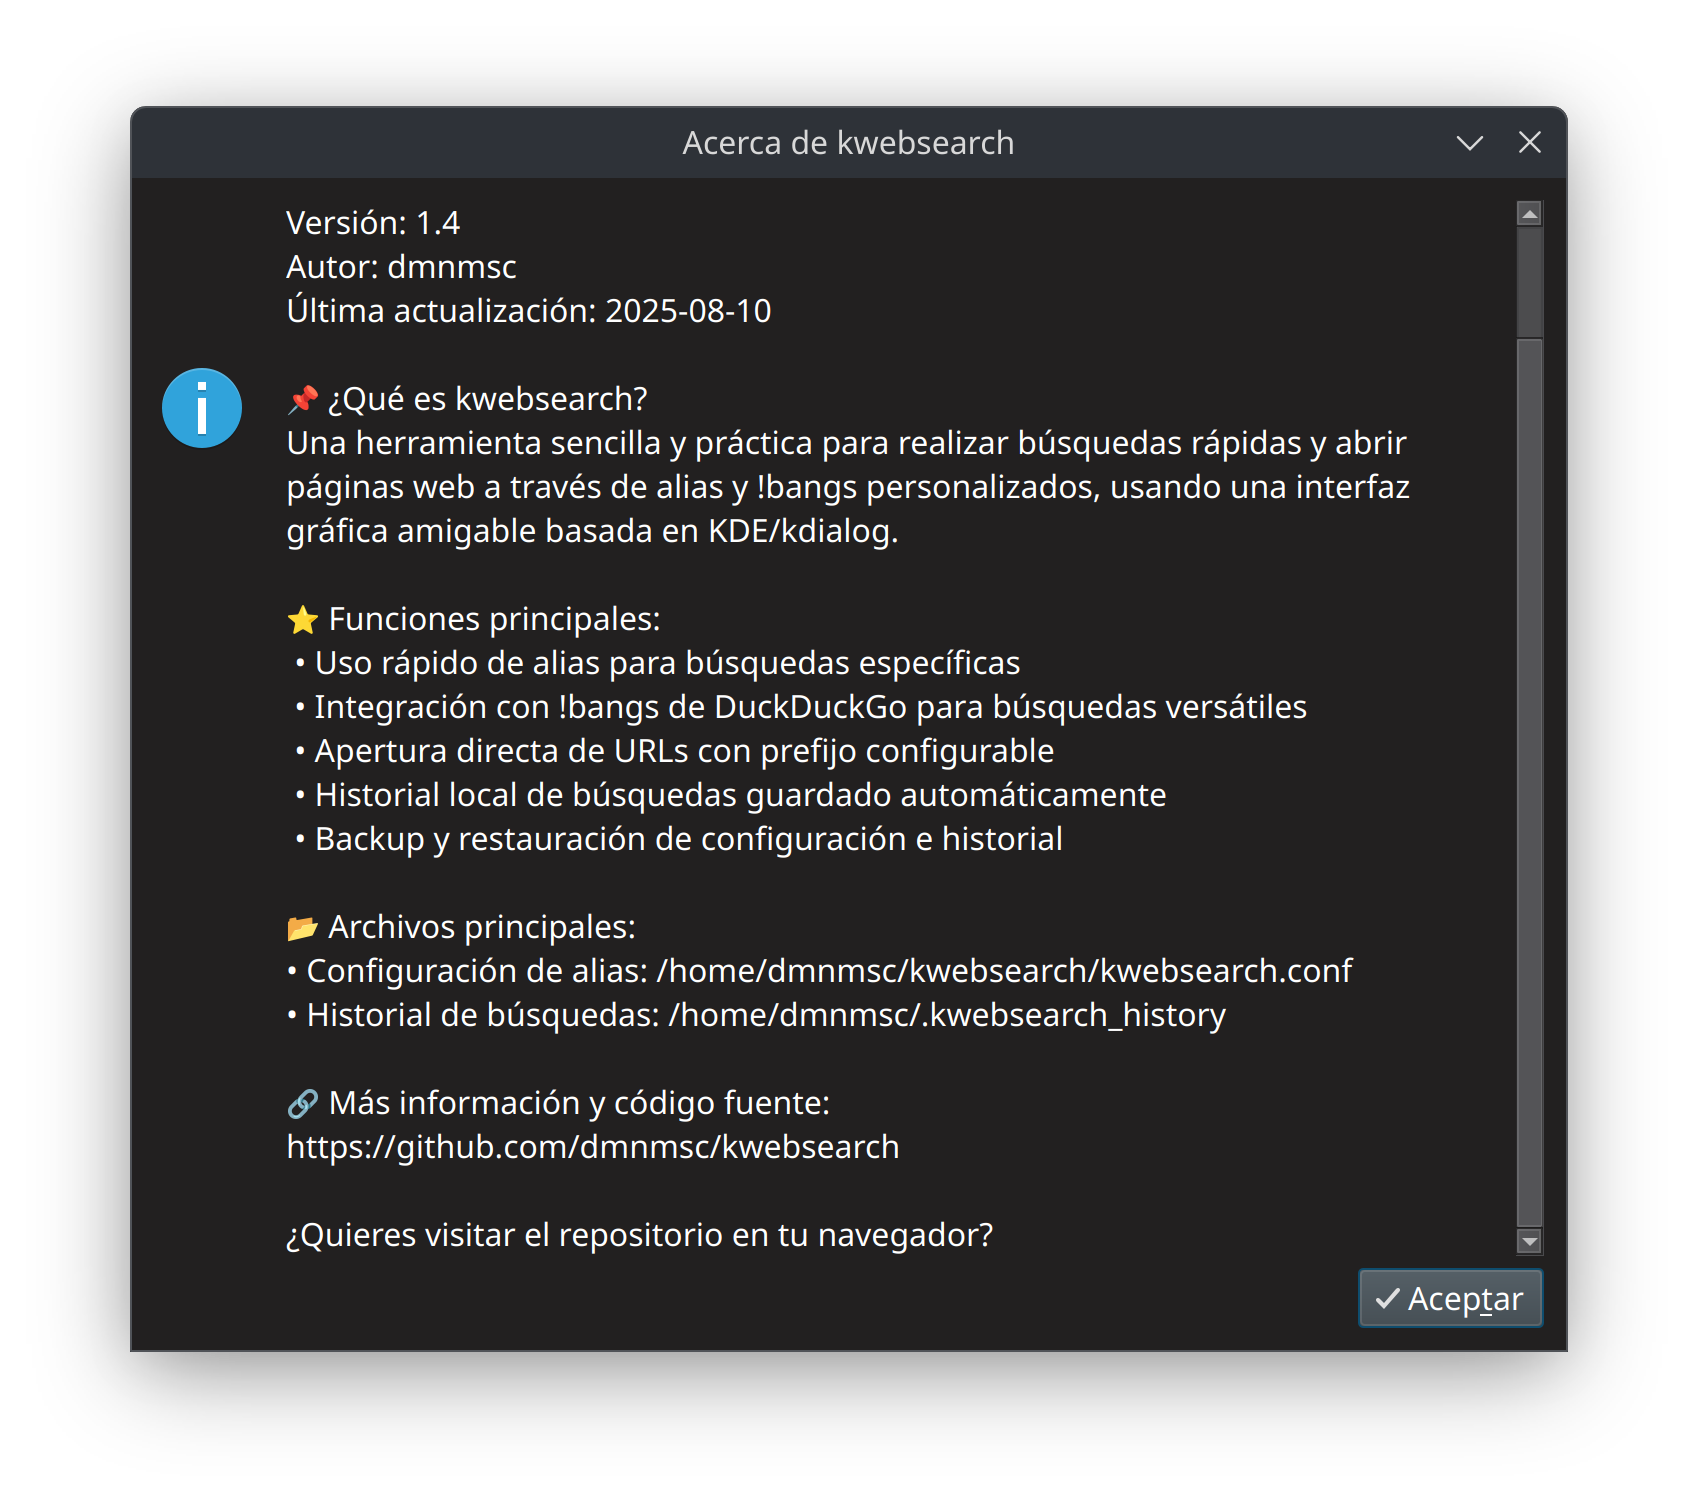 Acerca de kwebsearch
Versión: 1.4
Autor: dmnmsc
Última actualización: 2025-08-10
📌 ¿Qué es kwebsearch?
Una herramienta sencilla y práctica para realizar búsquedas rápidas y abrir
páginas web a través de alias y !bangs personalizados, usando una interfaz
gráfica amigable basada en KDE/kdialog.
⭐ Funciones principales:
• Uso rápido de alias para búsquedas específicas
• Integración con !bangs de DuckDuckGo para búsquedas versátiles
• Apertura directa de URLs con prefijo configurable
• Historial local de búsquedas guardado automáticamente
• Backup y restauración de configuración e historial
📂 Archivos principales:
• Configuración de alias: /home/dmnmsc/kwebsearch/kwebsearch.conf
• Historial de búsquedas: /home/dmnmsc/.kwebsearch_history
🔗 Más información y código fuente:
https://github.com/dmnmsc/kwebsearch
¿Quieres visitar el repositorio en tu navegador?
Aceptar